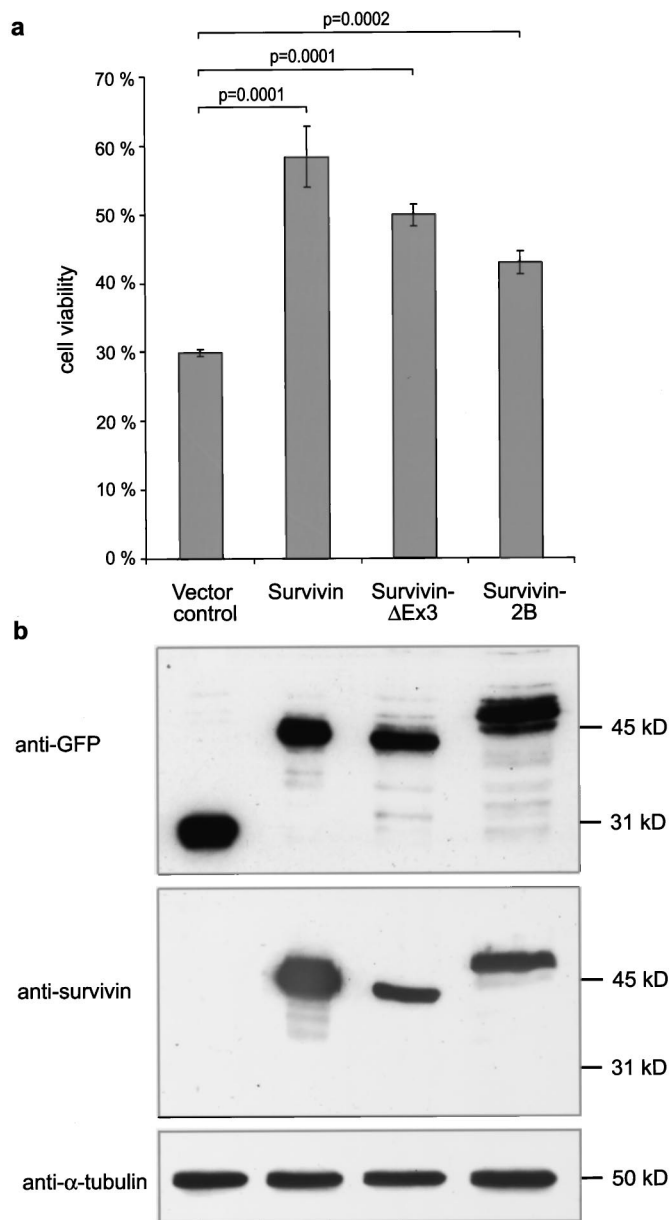 a
p=0.0002
p=0.0001
p=0.0001
70 %
60 %
50 %
40 %
30 %
20 %
10 %
0 %
cell viability
Vector control
Survivin
Survivin-ΔEx3
Survivin-2B
b
anti-GFP
45 kD
31 kD
anti-survivin
45 kD
31 kD
anti-α-tubulin
50 kD